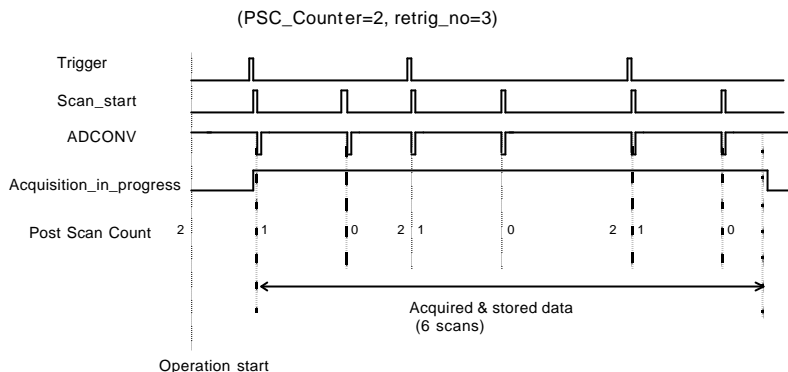 (PSC_Counter=2, retrig_no=3)
Trigger
Scan_start
ADCONV
Acquisition_in_progress
Post Scan Count 2 1 0 2 1 0 2 1 0
Acquired & stored data
(6 scans)
Operation start